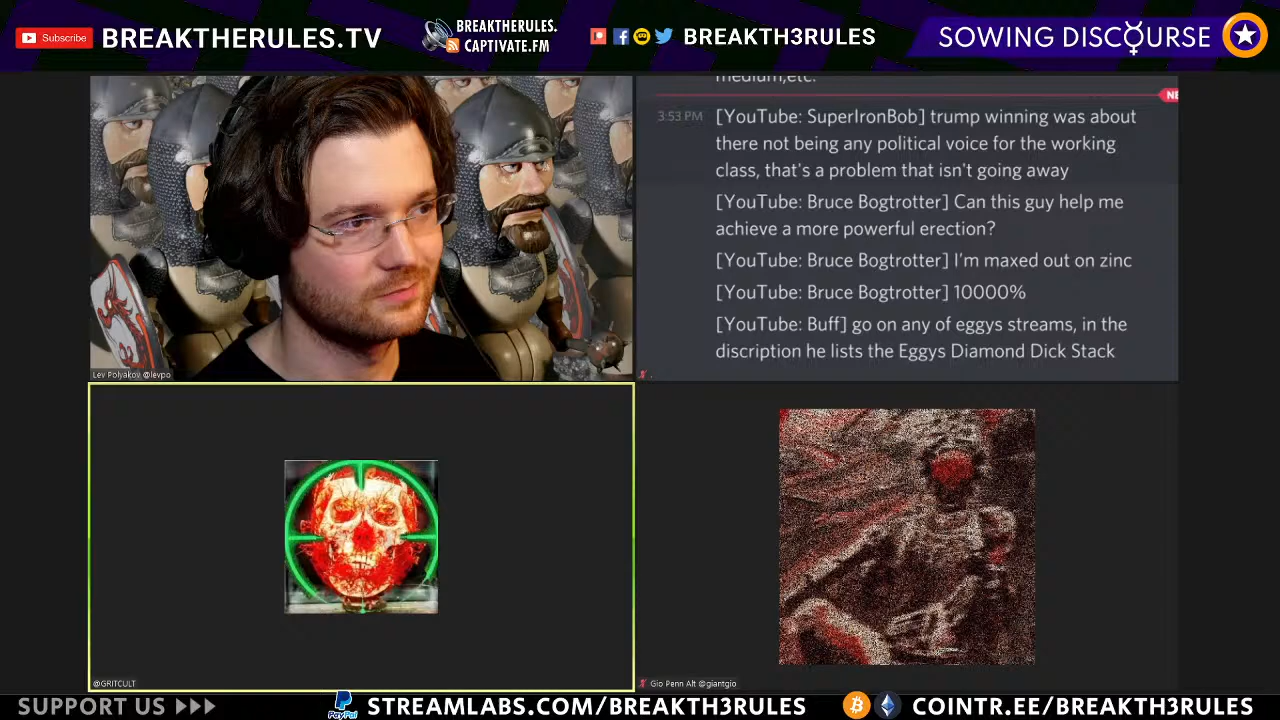 Subscribe BREAKTHERULES.TV
BREAKTHERULES.
CAPTIVATE.FM
BREAKTH3RULES
SOWING DISCOURSE
medium,etc.
3:53 PM [YouTube: SuperIronBob] trump winning was about
there not being any political voice for the working
class, that's a problem that isn't going away
[YouTube: Bruce Bogtrotter] Can this guy help me
achieve a more powerful erection?
[YouTube: Bruce Bogtrotter] I'm maxed out on zinc
[YouTube: Bruce Bogtrotter] 10000%
[YouTube: Buff] go on any of eggys streams, in the
discription he lists the Eggys Diamond Dick Stack
Lev Polyakov @levpo
@GRITCULT
Gio Penn Alt @giantgio
SUPPORT US
PayPal
STREAMLABS.COM/BREAKTH3RULES
COINTR.EE/BREAKTH3RULES